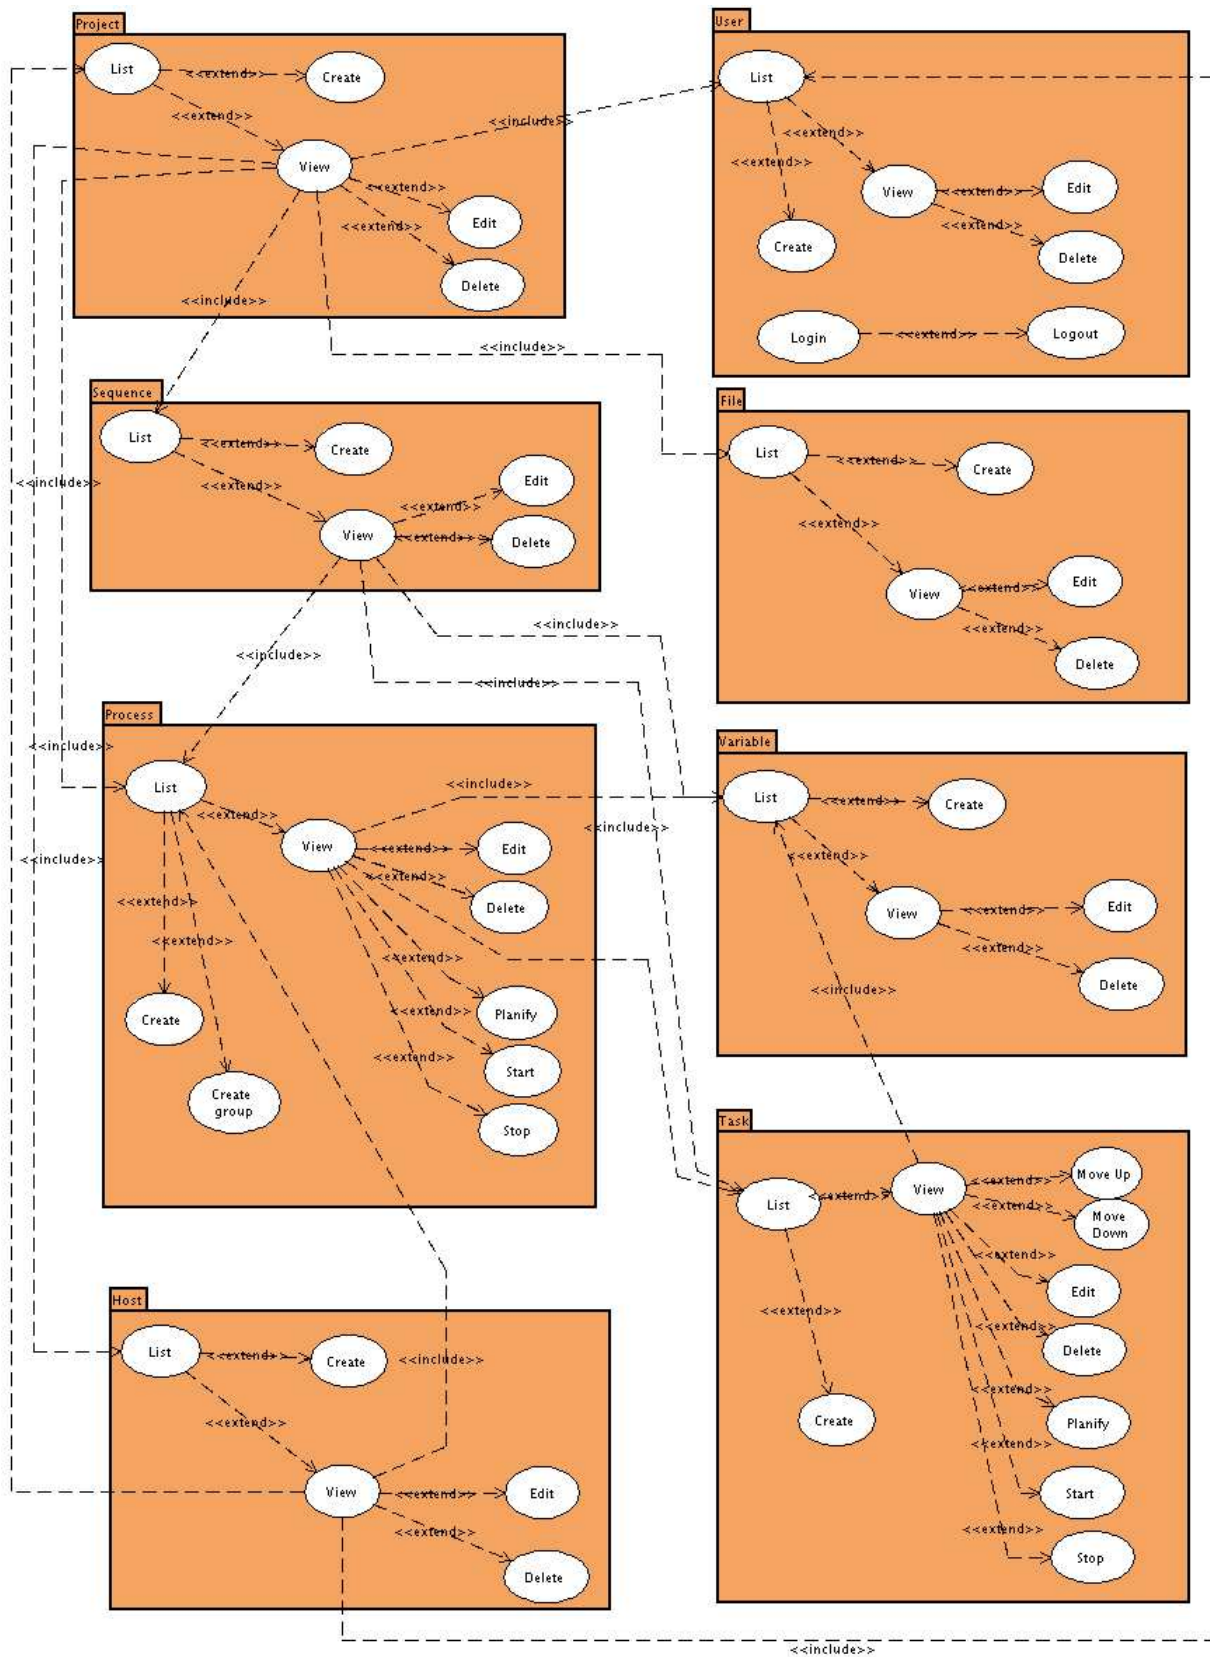 Project
List
<<extend>>
Create
<<extend>>
View
<<include>>
<<extend>>
Edit
<<extend>>
Delete
<<include>>
<<include>>
User
List
<<extend>>
<<extend>>
View
<<extend>>
Edit
Create
<<extend>>
Delete
Login
<<extend>>
Logout
Sequence
List
<<extend>>
Create
<<extend>>
<<include>>
View
<<extend>>
Edit
<<extend>>
Delete
<<include>>
<<include>>
<<include>>
File
List
<<extend>>
Create
<<extend>>
View
<<extend>>
Edit
<<extend>>
Delete
Process
<<include>>
List
<<extend>>
<<include>>
View
<<extend>>
Edit
<<extend>>
Delete
<<include>>
<<include>>
<<extend>>
<<extend>>
<<extend>>
Planify
Create
<<extend>>
Start
<<extend>>
Create
group
Stop
Variable
List
<<extend>>
Create
<<extend>>
View
<<extend>>
Edit
<<extend>>
Delete
<<include>>
Task
List
<<extend>>
View
<<extend>>
Move Up
<<extend>>
Move
Down
<<extend>>
Edit
<<extend>>
<<extend>>
Delete
<<extend>>
Create
Planify
<<extend>>
Start
<<extend>>
Stop
Host
List
<<extend>>
Create
<<include>>
<<extend>>
View
<<extend>>
Edit
<<extend>>
Delete
<<include>>